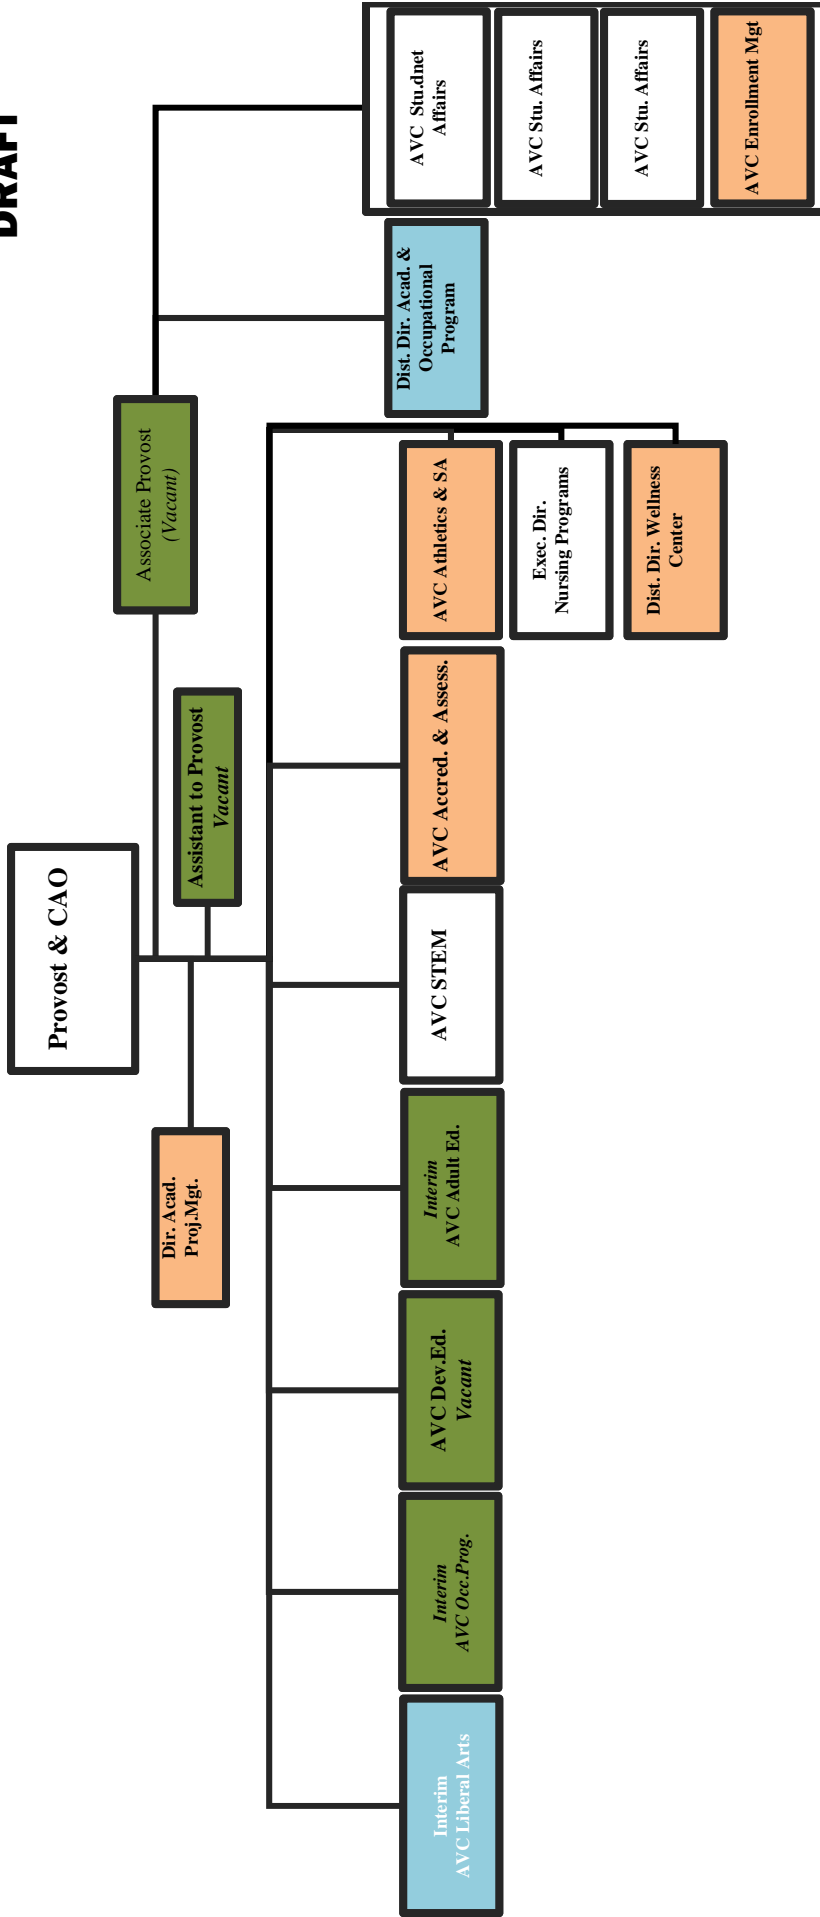 DRAFT
Provost & CAO
Associate Provost
(Vacant)
Assistant to Provost
Vacant
Dir. Acad.
Proj.Mgt.
Interim
AVC Liberal Arts
Interim
AVC Occ.Prog.
AVC Dev.Ed.
Vacant
Interim
AVC Adult Ed.
AVC STEM
AVC Accred. & Assess.
AVC Athletics & SA
Exec. Dir.
Nursing Programs
Dist. Dir. Wellness
Center
Dist. Dir. Acad. &
Occupational
Program
AVC Stu.dnet
Affairs
AVC Stu. Affairs
AVC Stu. Affairs
AVC Enrollment Mgt